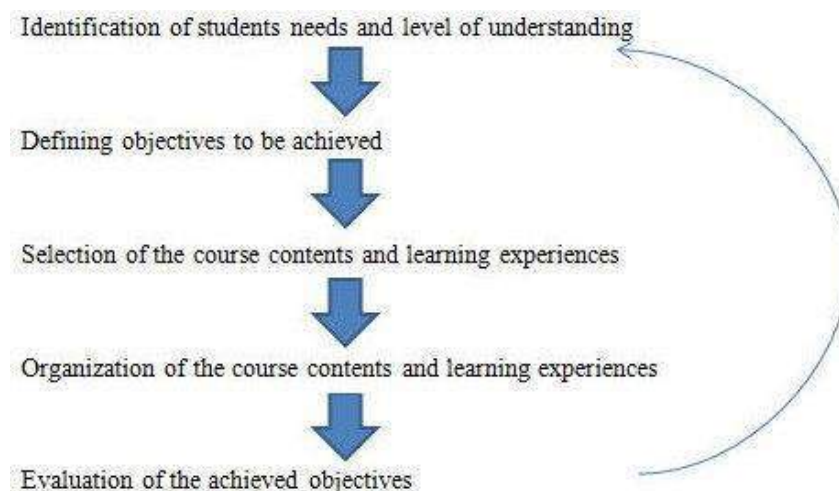 Identification of students needs and level of understanding
Defining objectives to be achieved
Selection of the course contents and learning experiences
Organization of the course contents and learning experiences
Evaluation of the achieved objectives